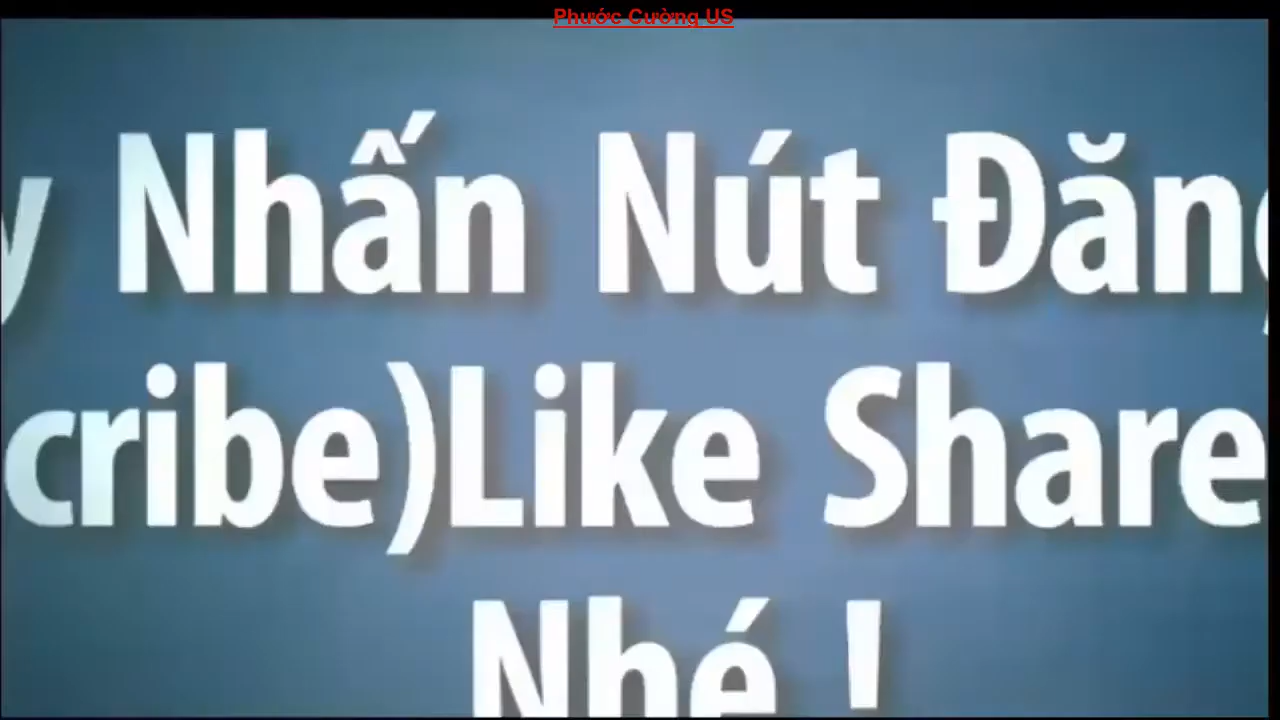 Phước Cường US
y Nhấn Nút Đăng
cribe)Like Share
Nhé !